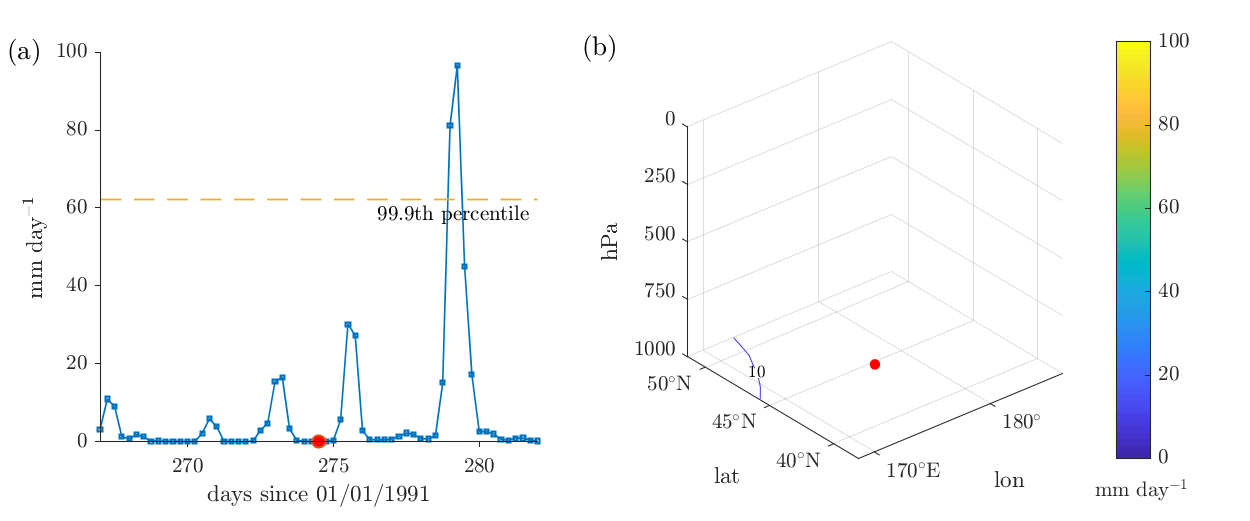 (a)
100
80
60
40
20
0
mm day⁻¹
99.9th percentile
270
275
280
days since 01/01/1991
(b)
0
250
500
750
1000
hPa
10
50°N
45°N
40°N
lat
170°E
180°
lon
100
80
60
40
20
0
mm day⁻¹